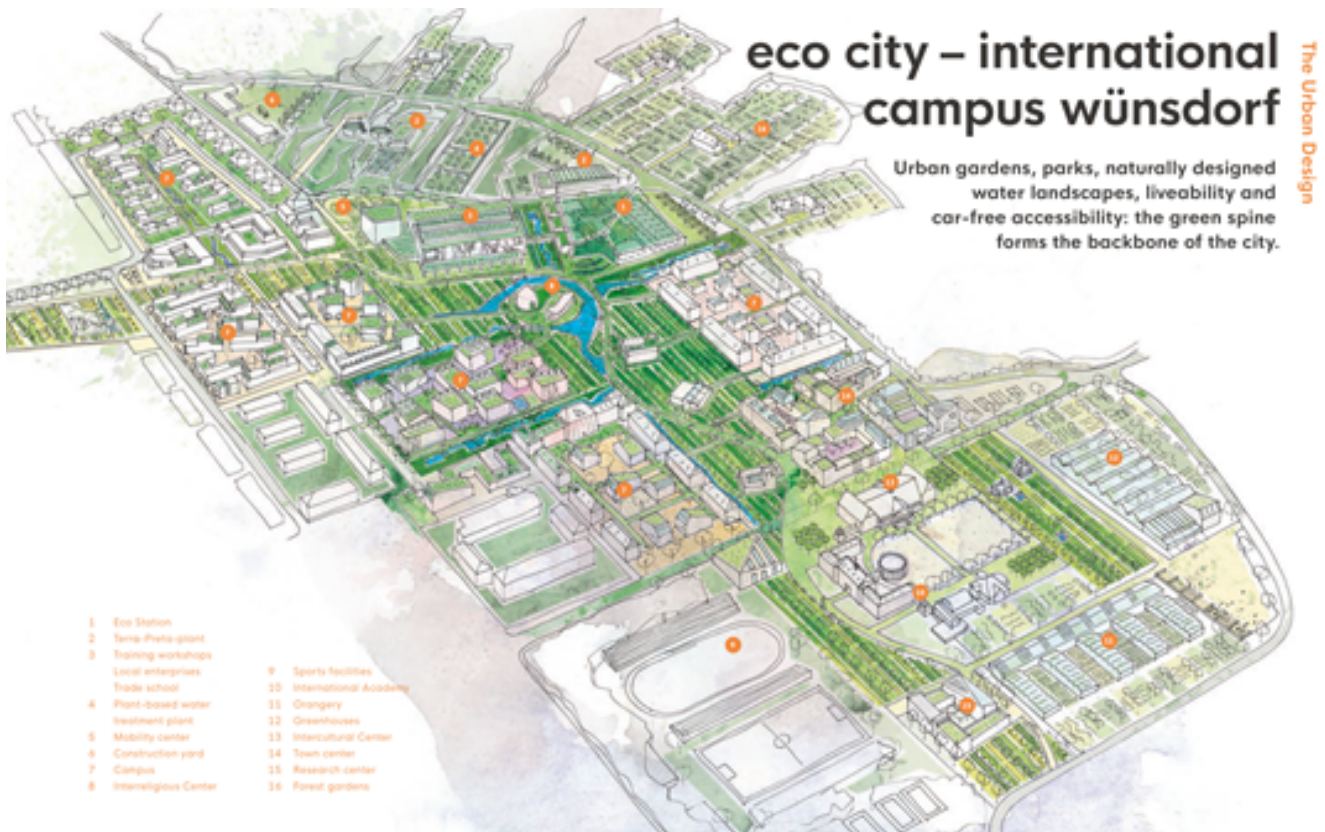 eco city – international
campus wünsdorf
The Urban Design
Urban gardens, parks, naturally designed
water landscapes, liveability and
car-free accessibility: the green spine
forms the backbone of the city.
1 Eco Station
2 Terra-Preta-plant
3 Training workshops
Local enterprises
Trade school
4 Plant-based water
treatment plant
5 Mobility center
6 Construction yard
7 Campus
8 Interreligious Center
9 Sports facilities
10 International Academy
11 Orangery
12 Greenhouses
13 Intercultural Center
14 Town center
15 Research center
16 Forest gardens